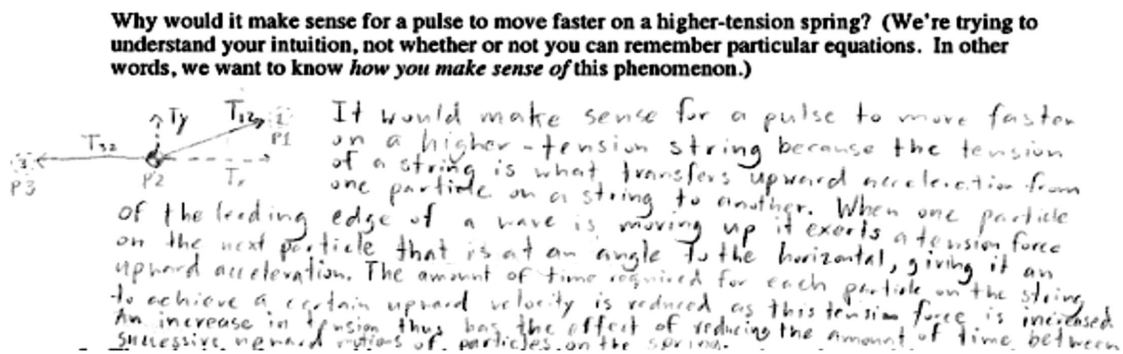 Why would it make sense for a pulse to move faster on a higher-tension spring? (We're trying to
understand your intuition, not whether or not you can remember particular equations. In other
words, we want to know how you make sense of this phenomenon.)
Ty T12 1 P1
T32 3 P3 P2 Tx
It would make sense for a pulse to move faster
on a higher-tension string because the tension
of a string is what transfers upward acceleration from
one particle on a string to another. When one particle
of the leading edge of a wave is moving up it exerts a tension force
on the next particle that is at an angle to the horizontal, giving it an
upward acceleration. The amount of time required for each particle on the string
to achieve a certain upward velocity is reduced as this tension force is increased.
An increase in tension thus has the effect of reducing the amount of time between
successive upward motions of particles on the spring.